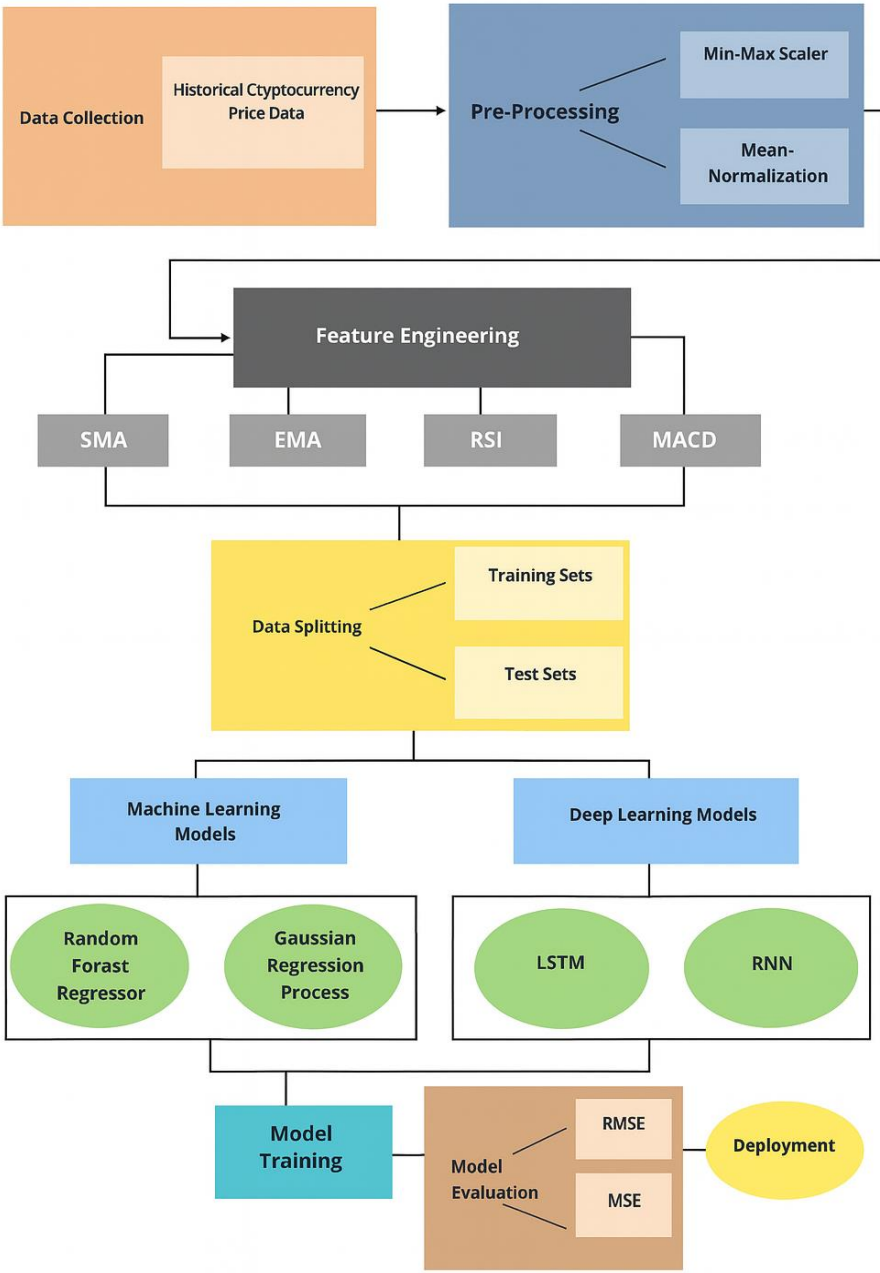 Data Collection
Historical Ctyptocurrency
Price Data
Pre-Processing
Min-Max Scaler
Mean-
Normalization
Feature Engineering
SMA
EMA
RSI
MACD
Data Splitting
Training Sets
Test Sets
Machine Learning
Models
Deep Learning Models
Random
Forast
Regressor
Gaussian
Regression
Process
LSTM
RNN
Model
Training
Model
Evaluation
RMSE
MSE
Deployment